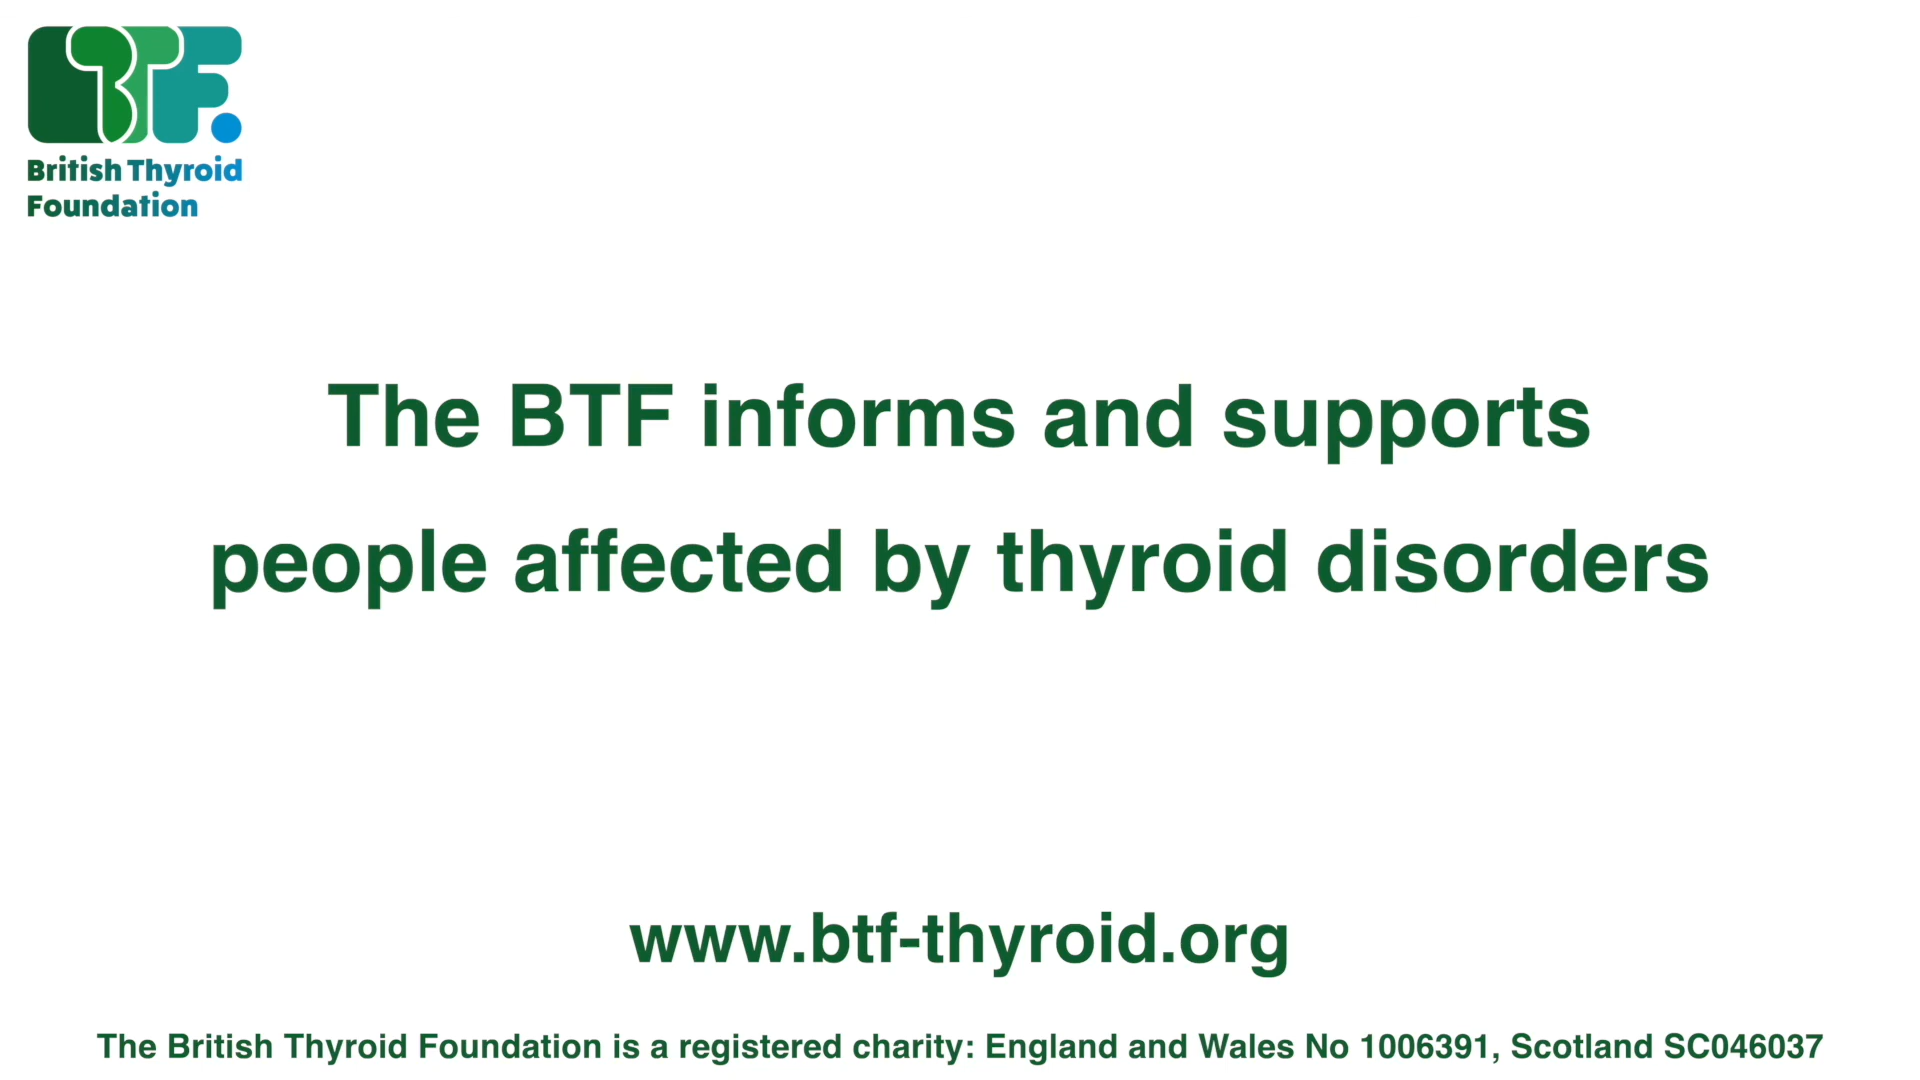 BTF.
British Thyroid
Foundation
The BTF informs and supports
people affected by thyroid disorders
www.btf-thyroid.org
The British Thyroid Foundation is a registered charity: England and Wales No 1006391, Scotland SC046037